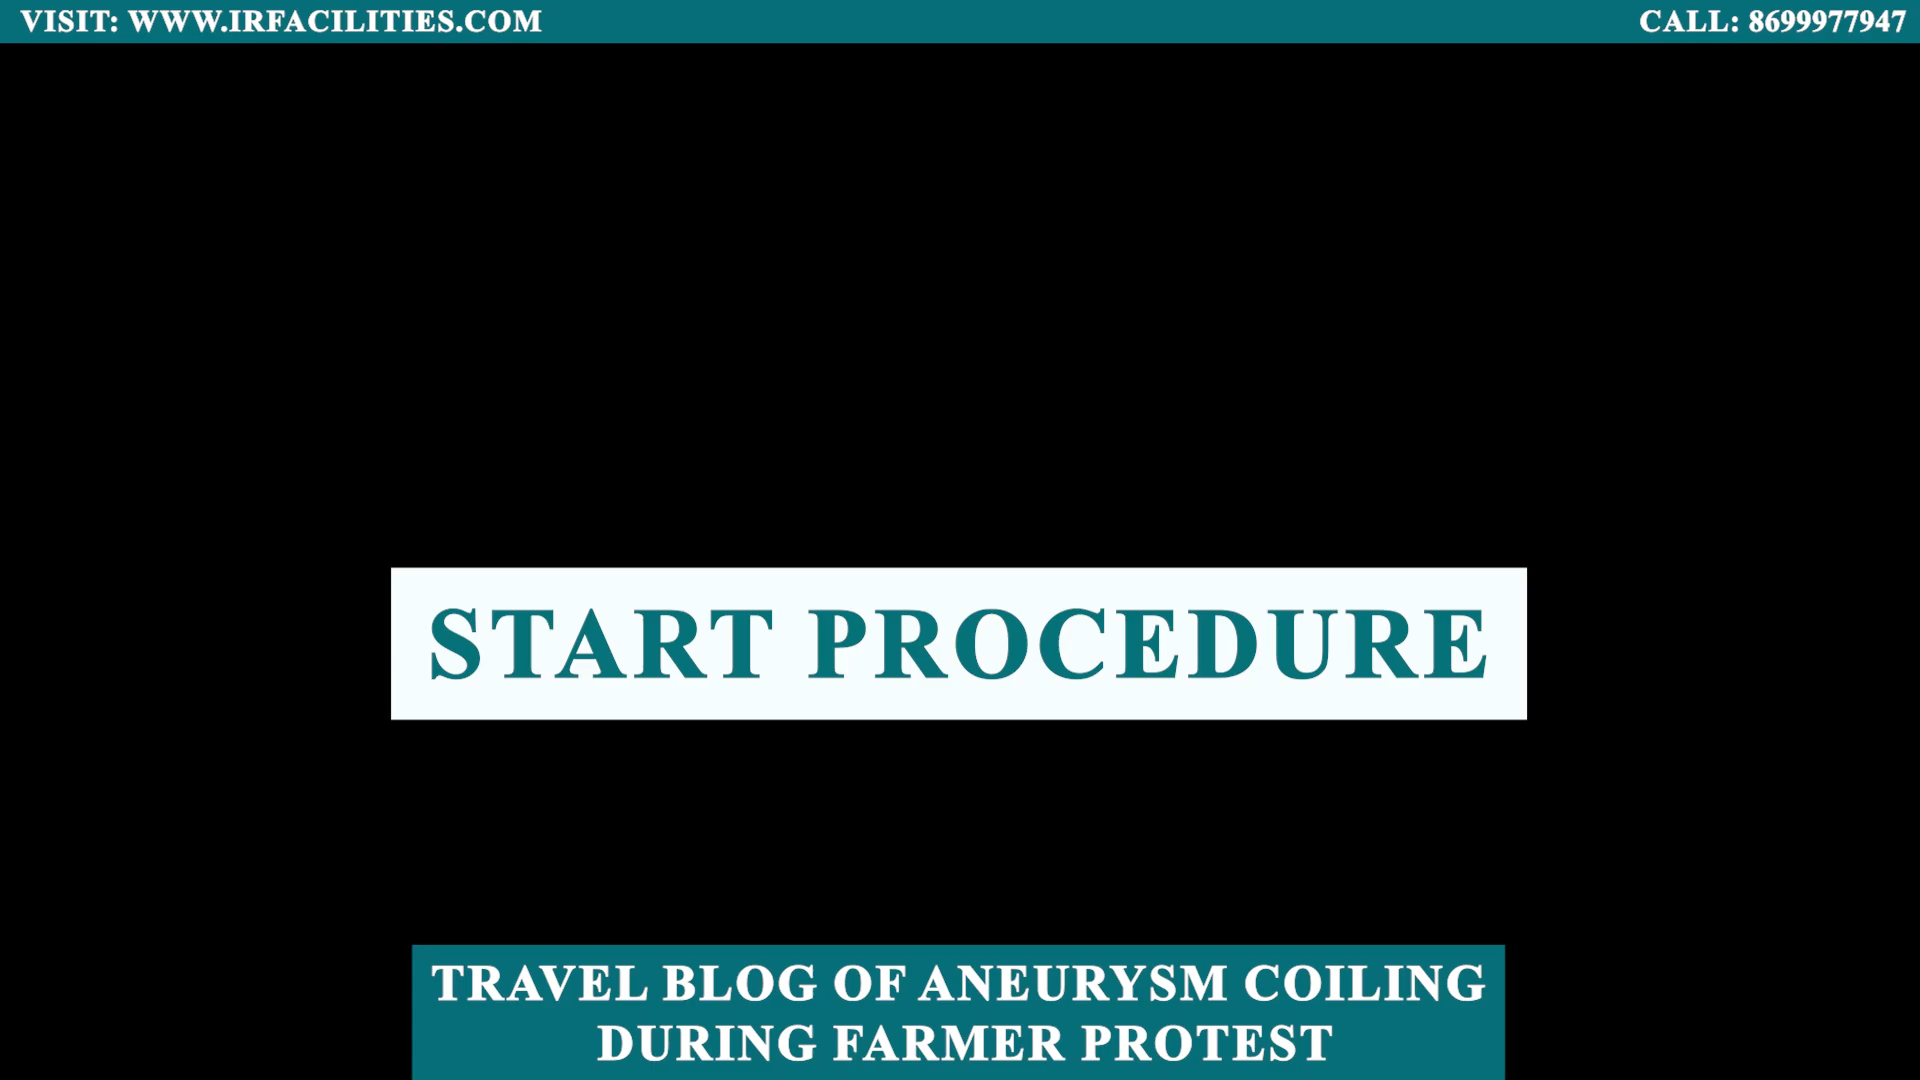 VISIT: WWW.IRFACILITIES.COM
CALL: 8699977947
START PROCEDURE
TRAVEL BLOG OF ANEURYSM COILING
DURING FARMER PROTEST